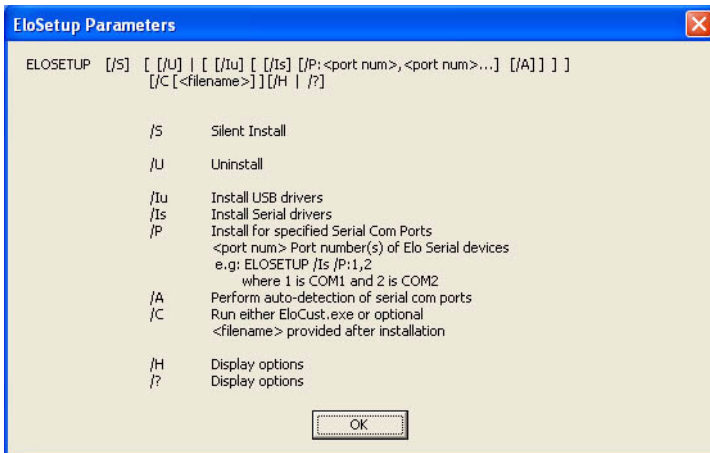 EloSetup Parameters
ELOSETUP [/S] [ [/U] | [ [/Iu] [ [/Is] [/P:<port num>,<port num>...] [/A] ] ] ]
[/C [<filename>] ] [/H | /?]
/S Silent Install
/U Uninstall
/Iu Install USB drivers
/Is Install Serial drivers
/P Install for specified Serial Com Ports
<port num> Port number(s) of Elo Serial devices
e.g: ELOSETUP /Is /P:1,2
where 1 is COM1 and 2 is COM2
/A Perform auto-detection of serial com ports
/C Run either EloCust.exe or optional
<filename> provided after installation
/H Display options
/? Display options
OK